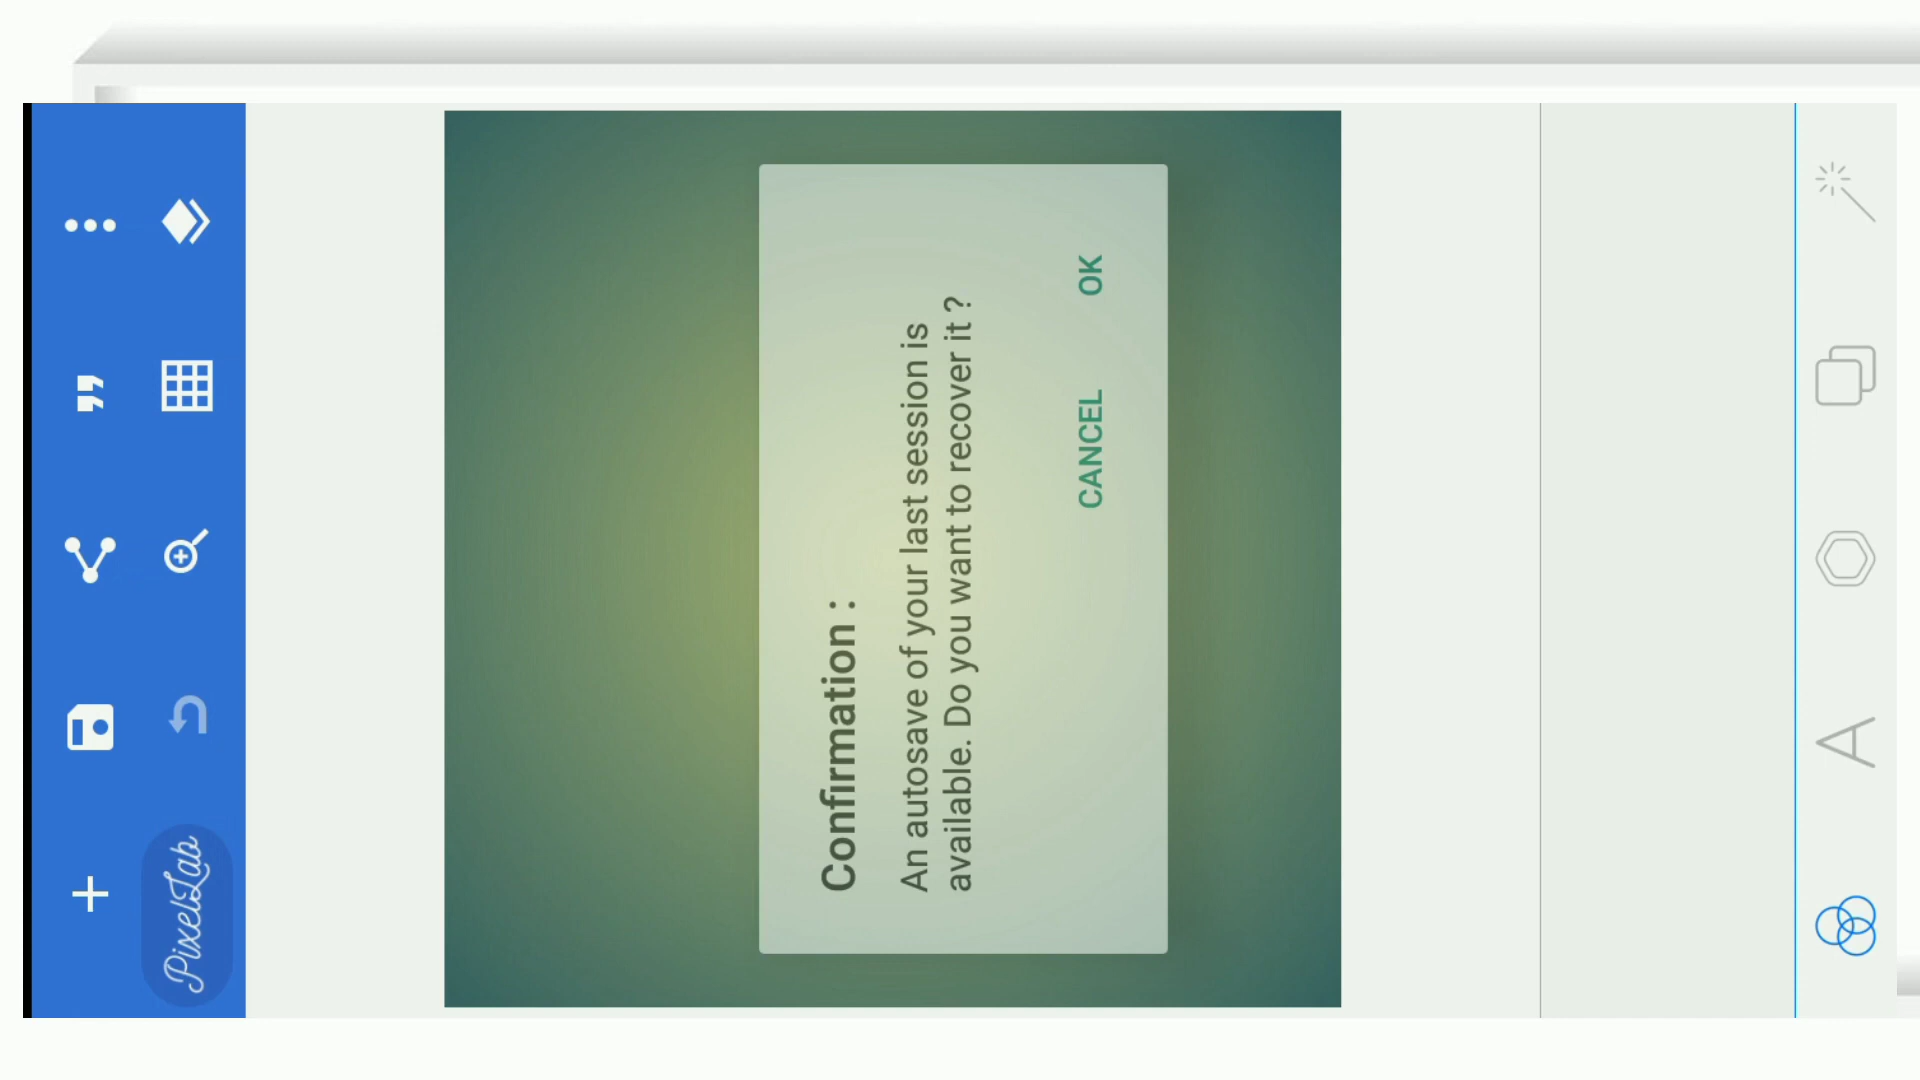 PixelLab
Confirmation :
An autosave of your last session is
available. Do you want to recover it ?
CANCEL OK